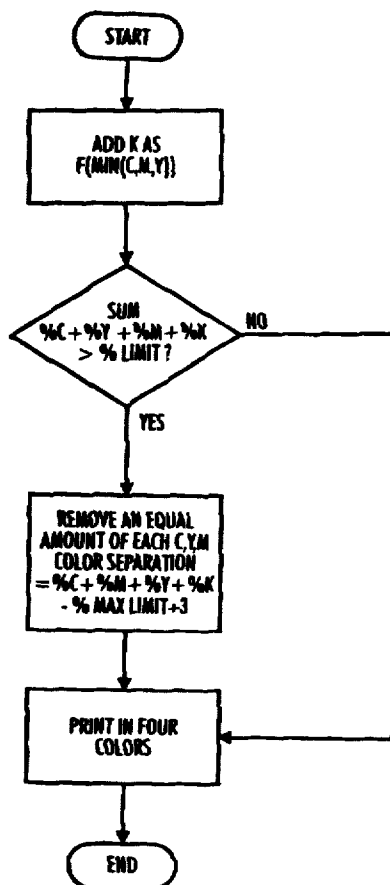 START
ADD K AS
F(MIN(C,M,Y))
SUM
%C+%Y+%M+%K
> % LIMIT?
NO
YES
REMOVE AN EQUAL
AMOUNT OF EACH C,Y,M
COLOR SEPARATION
=%C+%M+%Y+%K
- % MAX LIMIT+3
PRINT IN FOUR
COLORS
END